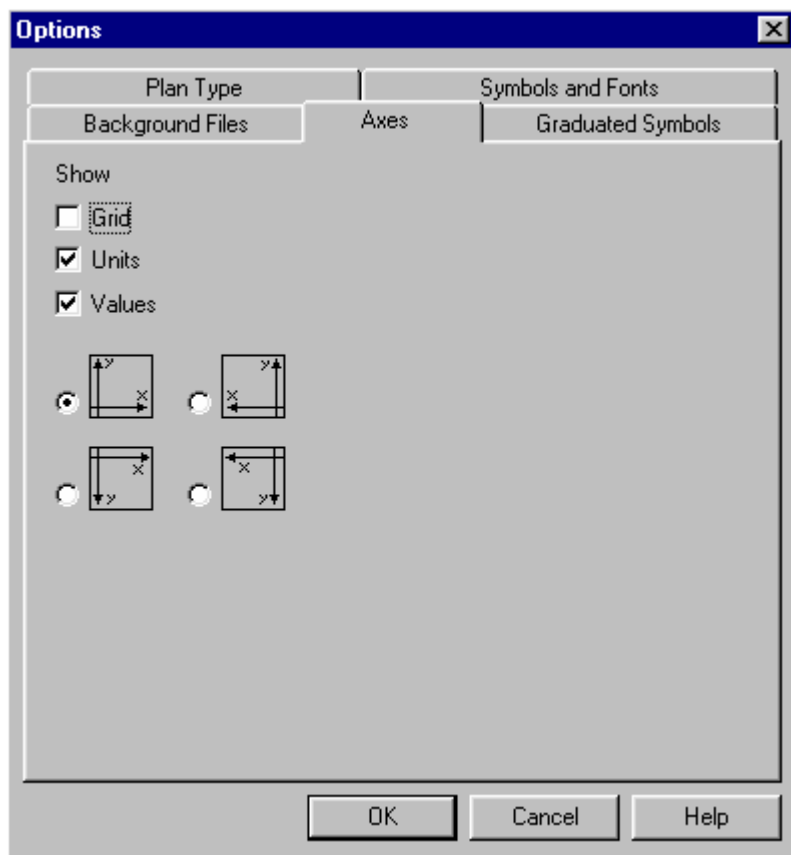 Options
Plan Type Symbols and Fonts
Background Files Axes Graduated Symbols
Show
Grid
Units
Values
y y
x x
x x
y y
OK Cancel Help